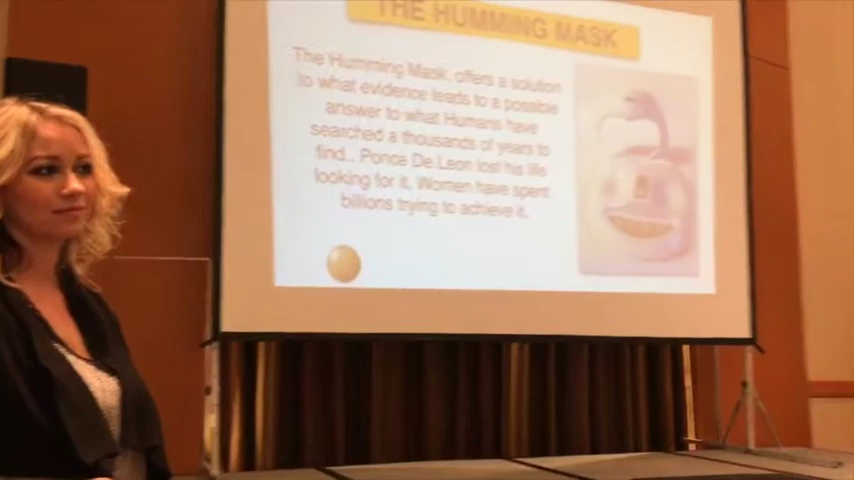 THE HUMMING MASK
The Humming Mask, offers a solution
to what evidence leads to a possible
answer to what Humans have
searched a thousands of years to
find.. Ponce De Leon lost his life
looking for it, Women have spent
billions trying to achieve it.